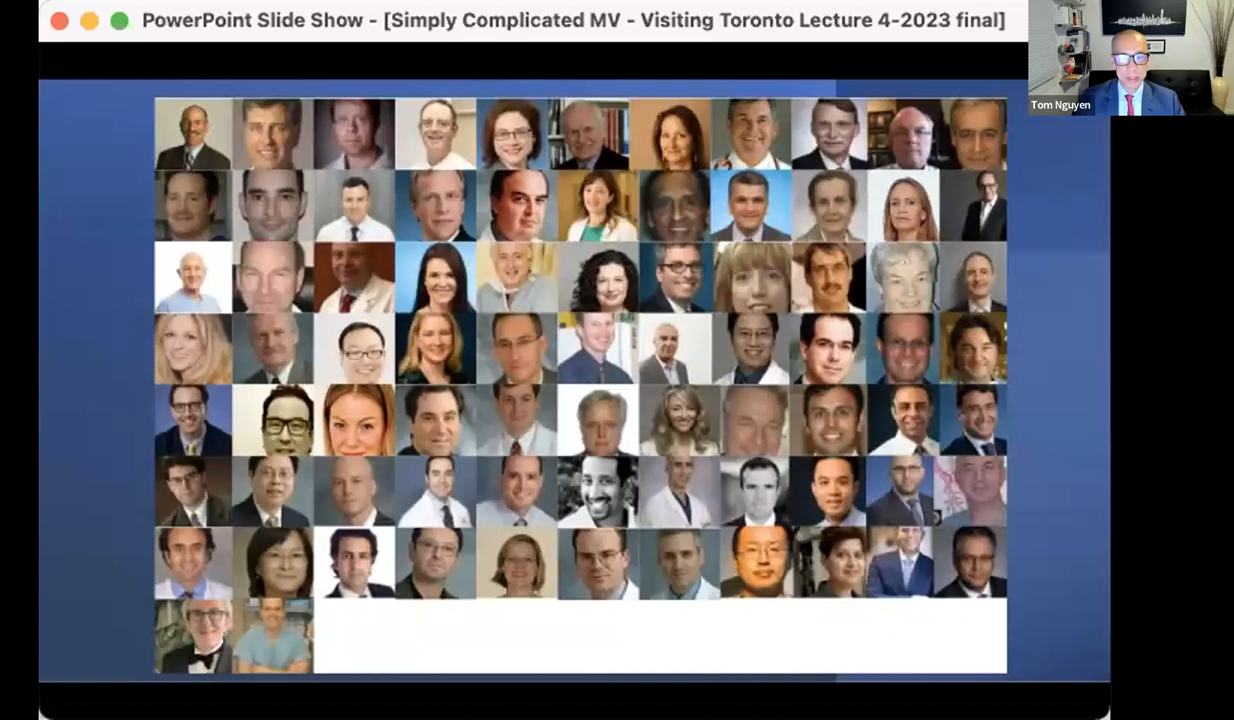 PowerPoint Slide Show - [Simply Complicated MV - Visiting Toronto Lecture 4-2023 final]
Tom Nguyen